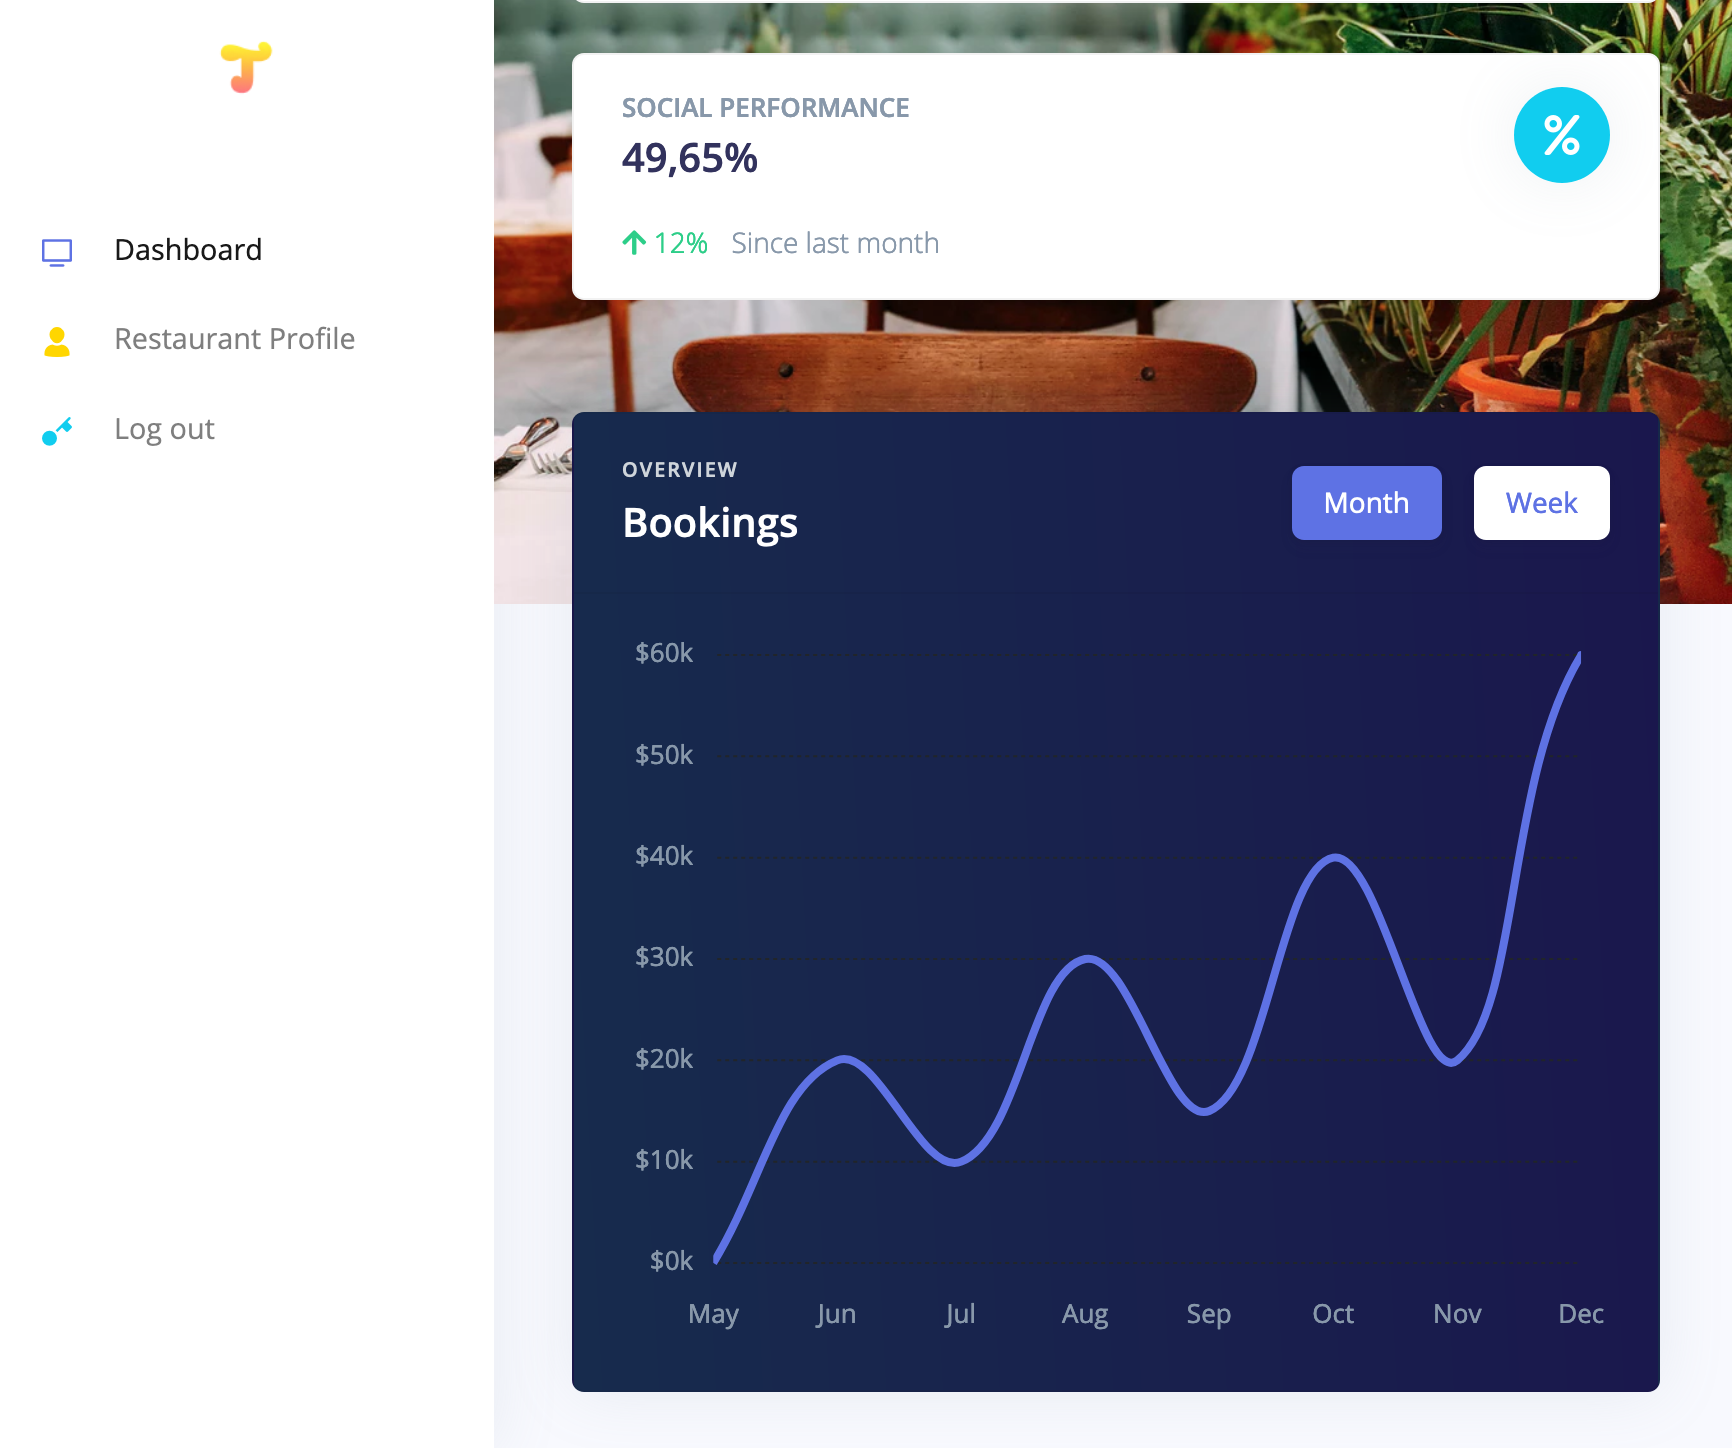 Dashboard
Restaurant Profile
Log out
SOCIAL PERFORMANCE
49,65%
12% Since last month
OVERVIEW
Bookings
Month
Week
$60k
$50k
$40k
$30k
$20k
$10k
$0k
May Jun Jul Aug Sep Oct Nov Dec